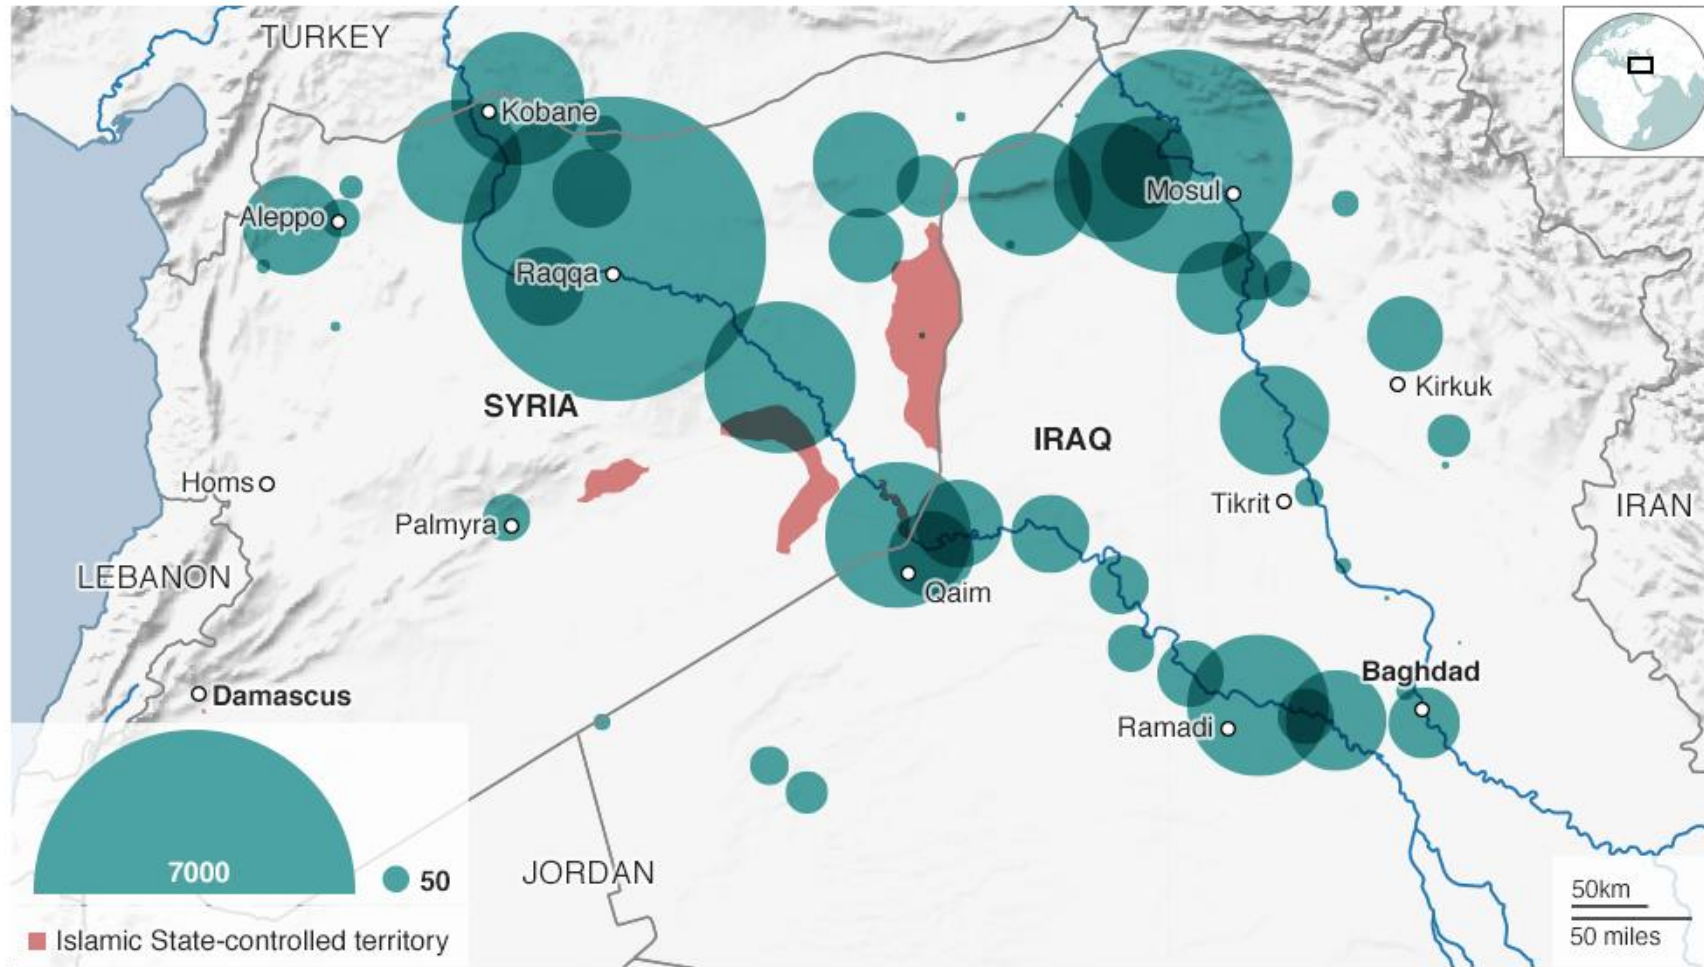 TURKEY
Kobane
Aleppo
Mosul
Raqqa
Kirkuk
SYRIA
IRAQ
Homs
Palmyra
Tikrit
IRAN
LEBANON
Qaim
Baghdad
Damascus
Ramadi
7000
50
JORDAN
50km
50 miles
Islamic State-controlled territory